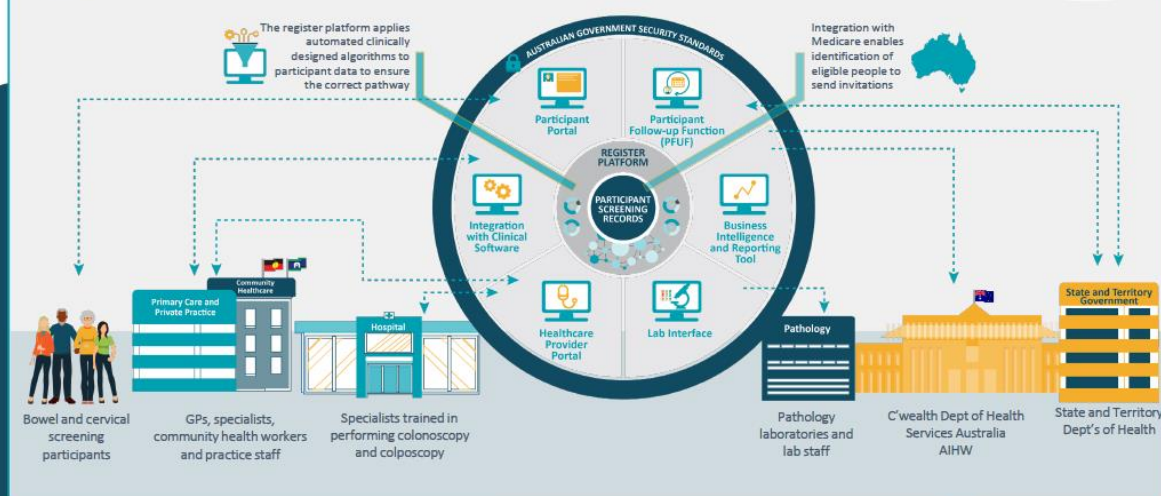 The register platform applies
automated clinically
designed algorithms to
participant data to ensure
the correct pathway
AUSTRALIAN GOVERNMENT SECURITY STANDARDS
Integration with
Medicare enables
identification of
eligible people to
send invitations
Participant
Portal
Participant
Follow-up Function
(PFUF)
REGISTER
PLATFORM
PARTICIPANT
SCREENING
RECORDS
Integration
with Clinical
Software
Business
Intelligence
and Reporting
Tool
Healthcare
Provider
Portal
Lab Interface
Community
Healthcare
Primary Care and
Private Practice
Hospital
Pathology
State and Territory
Government
Bowel and cervical
screening
participants
GPs, specialists,
community health workers
and practice staff
Specialists trained in
performing colonoscopy
and colposcopy
Pathology
laboratories and
lab staff
C'wealth Dept of Health
Services Australia
AIHW
State and Territory
Dept's of Health